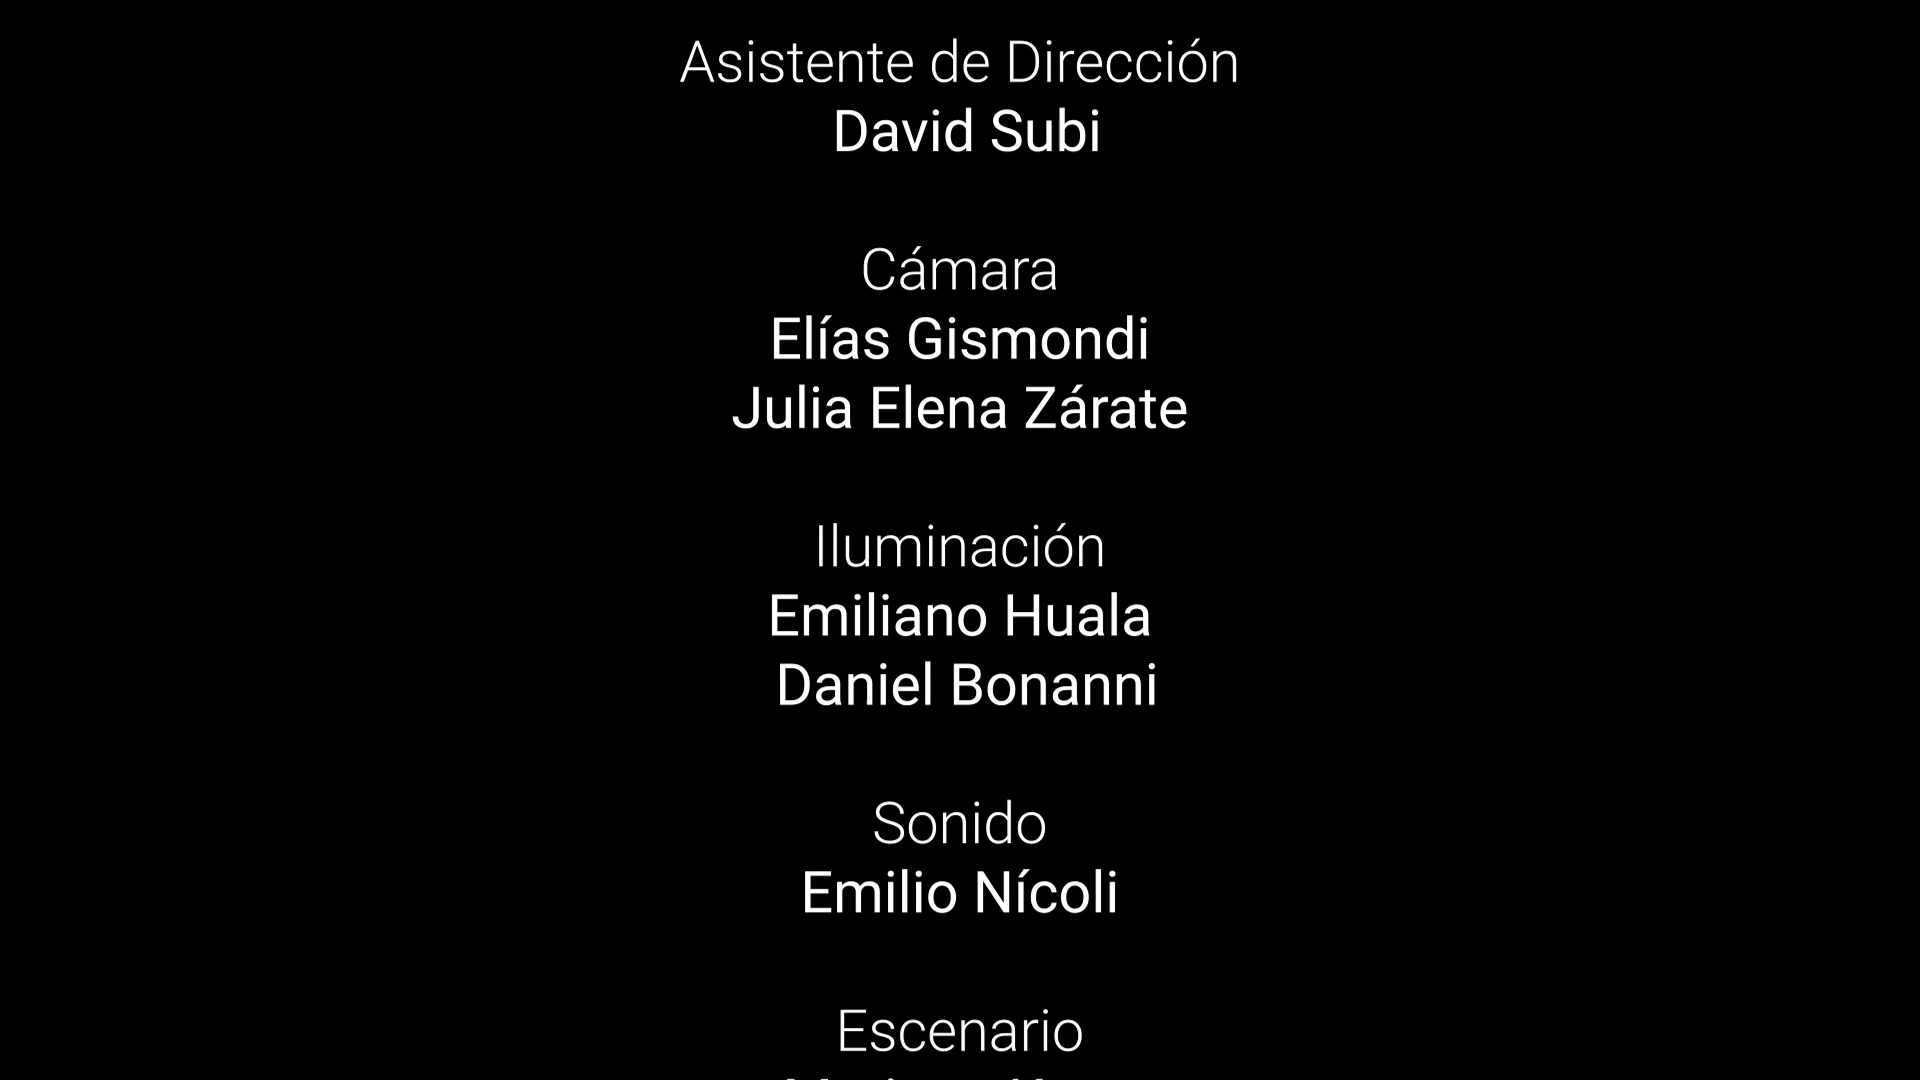 Asistente de Dirección
David Subi
Cámara
Elías Gismondi
Julia Elena Zárate
Iluminación
Emiliano Huala
Daniel Bonanni
Sonido
Emilio Nícoli
Escenario